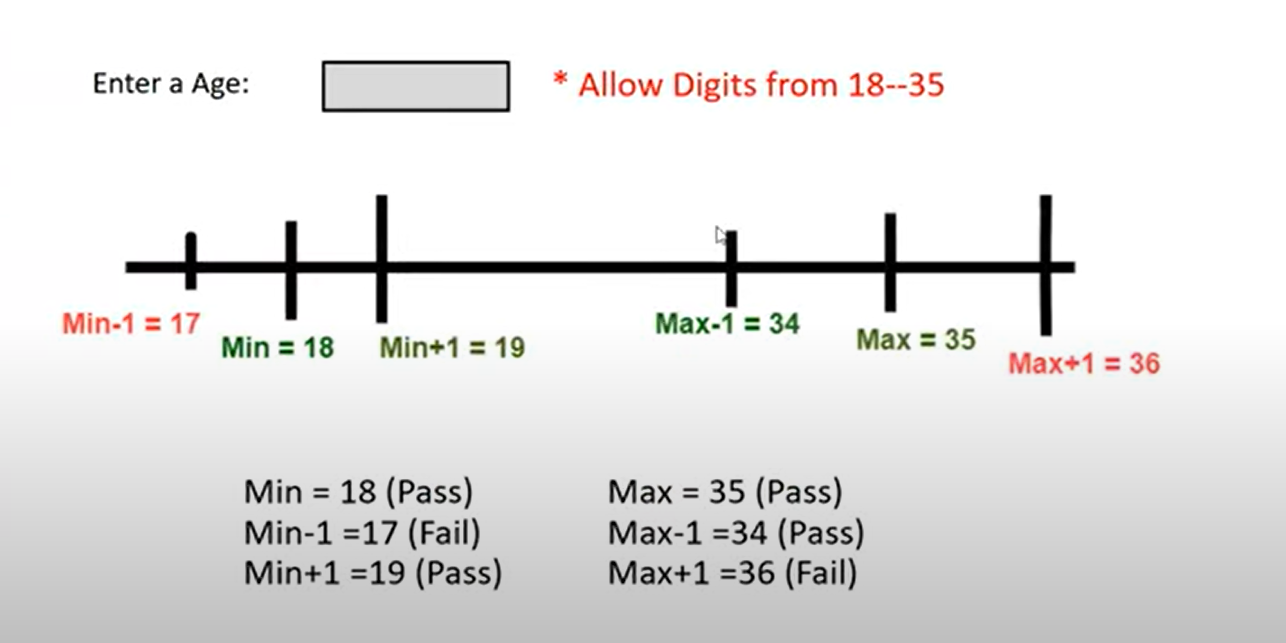 Enter a Age:
* Allow Digits from 18--35
Min-1 = 17
Min = 18
Min+1 = 19
Max-1 = 34
Max = 35
Max+1 = 36
Min = 18 (Pass)
Min-1 =17 (Fail)
Min+1 =19 (Pass)
Max = 35 (Pass)
Max-1 =34 (Pass)
Max+1 =36 (Fail)